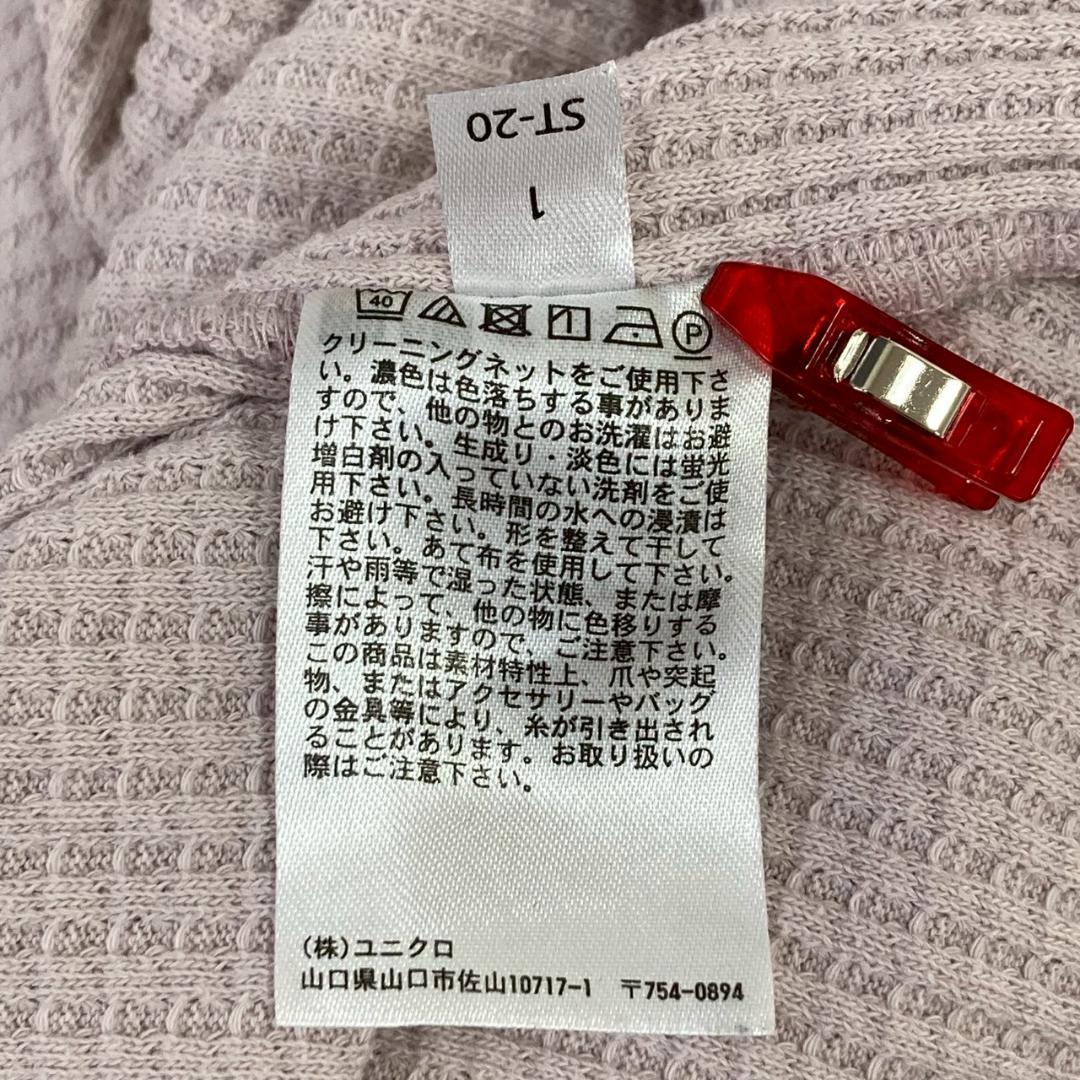 ST-20
1
40
P
クリーニングネットをご使用下さ
い。濃色は色落ちする事がありま
すので、他の物とのお洗濯はお避
け下さい。生成り・淡色には蛍光
増白剤の入っていない洗剤をご使
用下さい。長時間の水への浸漬は
お避け下さい。形を整えて干して
下さい。あて布を使用して下さい。
汗や雨等で湿った状態、または摩
擦によって、他の物に色移りする
事がありますので、ご注意下さい。
この商品は素材特性上、爪や突起
物、またはアクセサリーやバッグ
の金具等により、糸が引き出され
ることがあります。お取り扱いの
際はご注意下さい。
(株)ユニクロ
山口県山口市佐山10717-1 〒754-0894